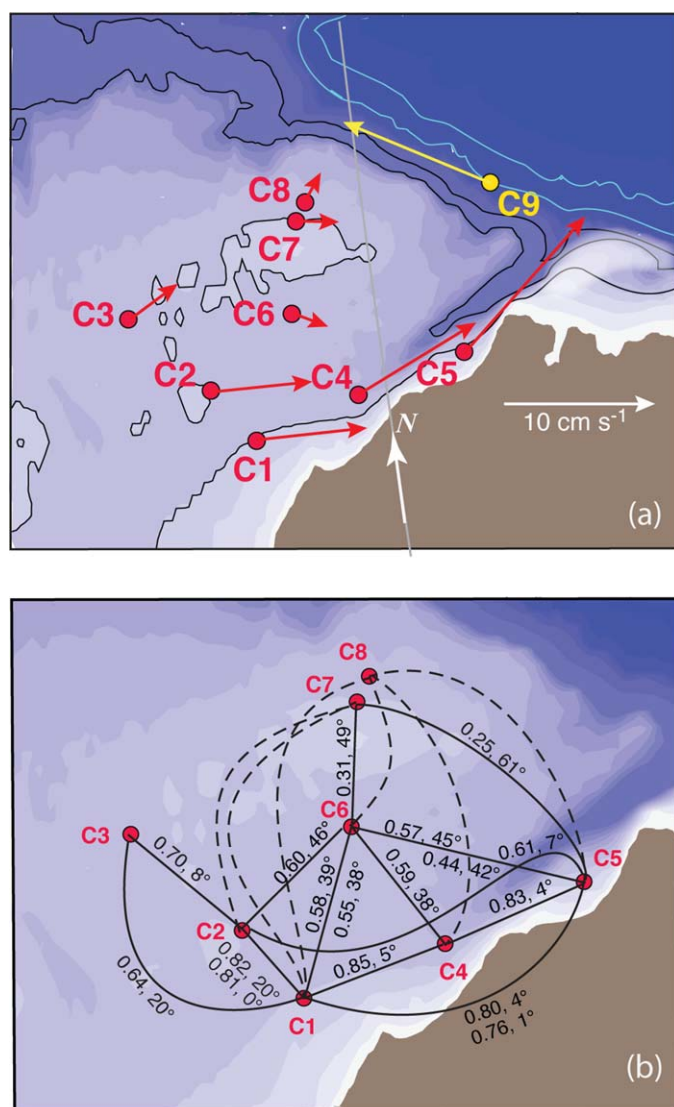 C8
C9
C7
C3
C6
C2
C4
C5
N
10 cm s⁻¹
C1
(a)
C8
C7
0.31, 49°
0.25, 61°
C6
C3
0.70, 8°
0.60, 46°
0.57, 45°
0.44, 42°
0.61, 7°
C5
0.58, 39°
0.55, 38°
0.59, 38°
0.83, 4°
C2
C4
0.82, 20°
0.81, 0°
0.85, 5°
0.64, 20°
C1
0.80, 4°
0.76, 1°
(b)